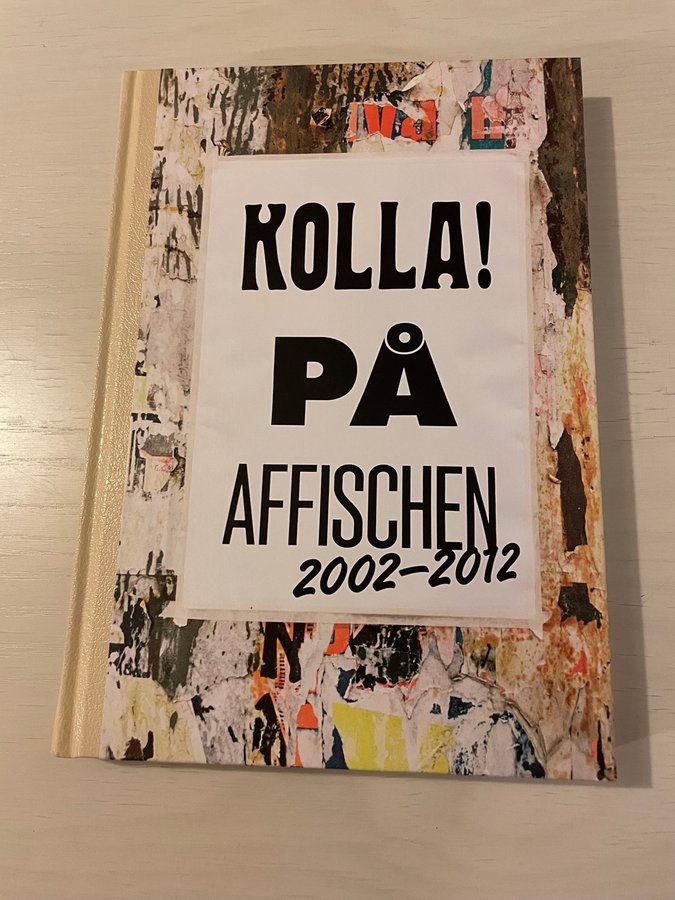 KOLLA!
PÅ
AFFISCHEN
2002–2012